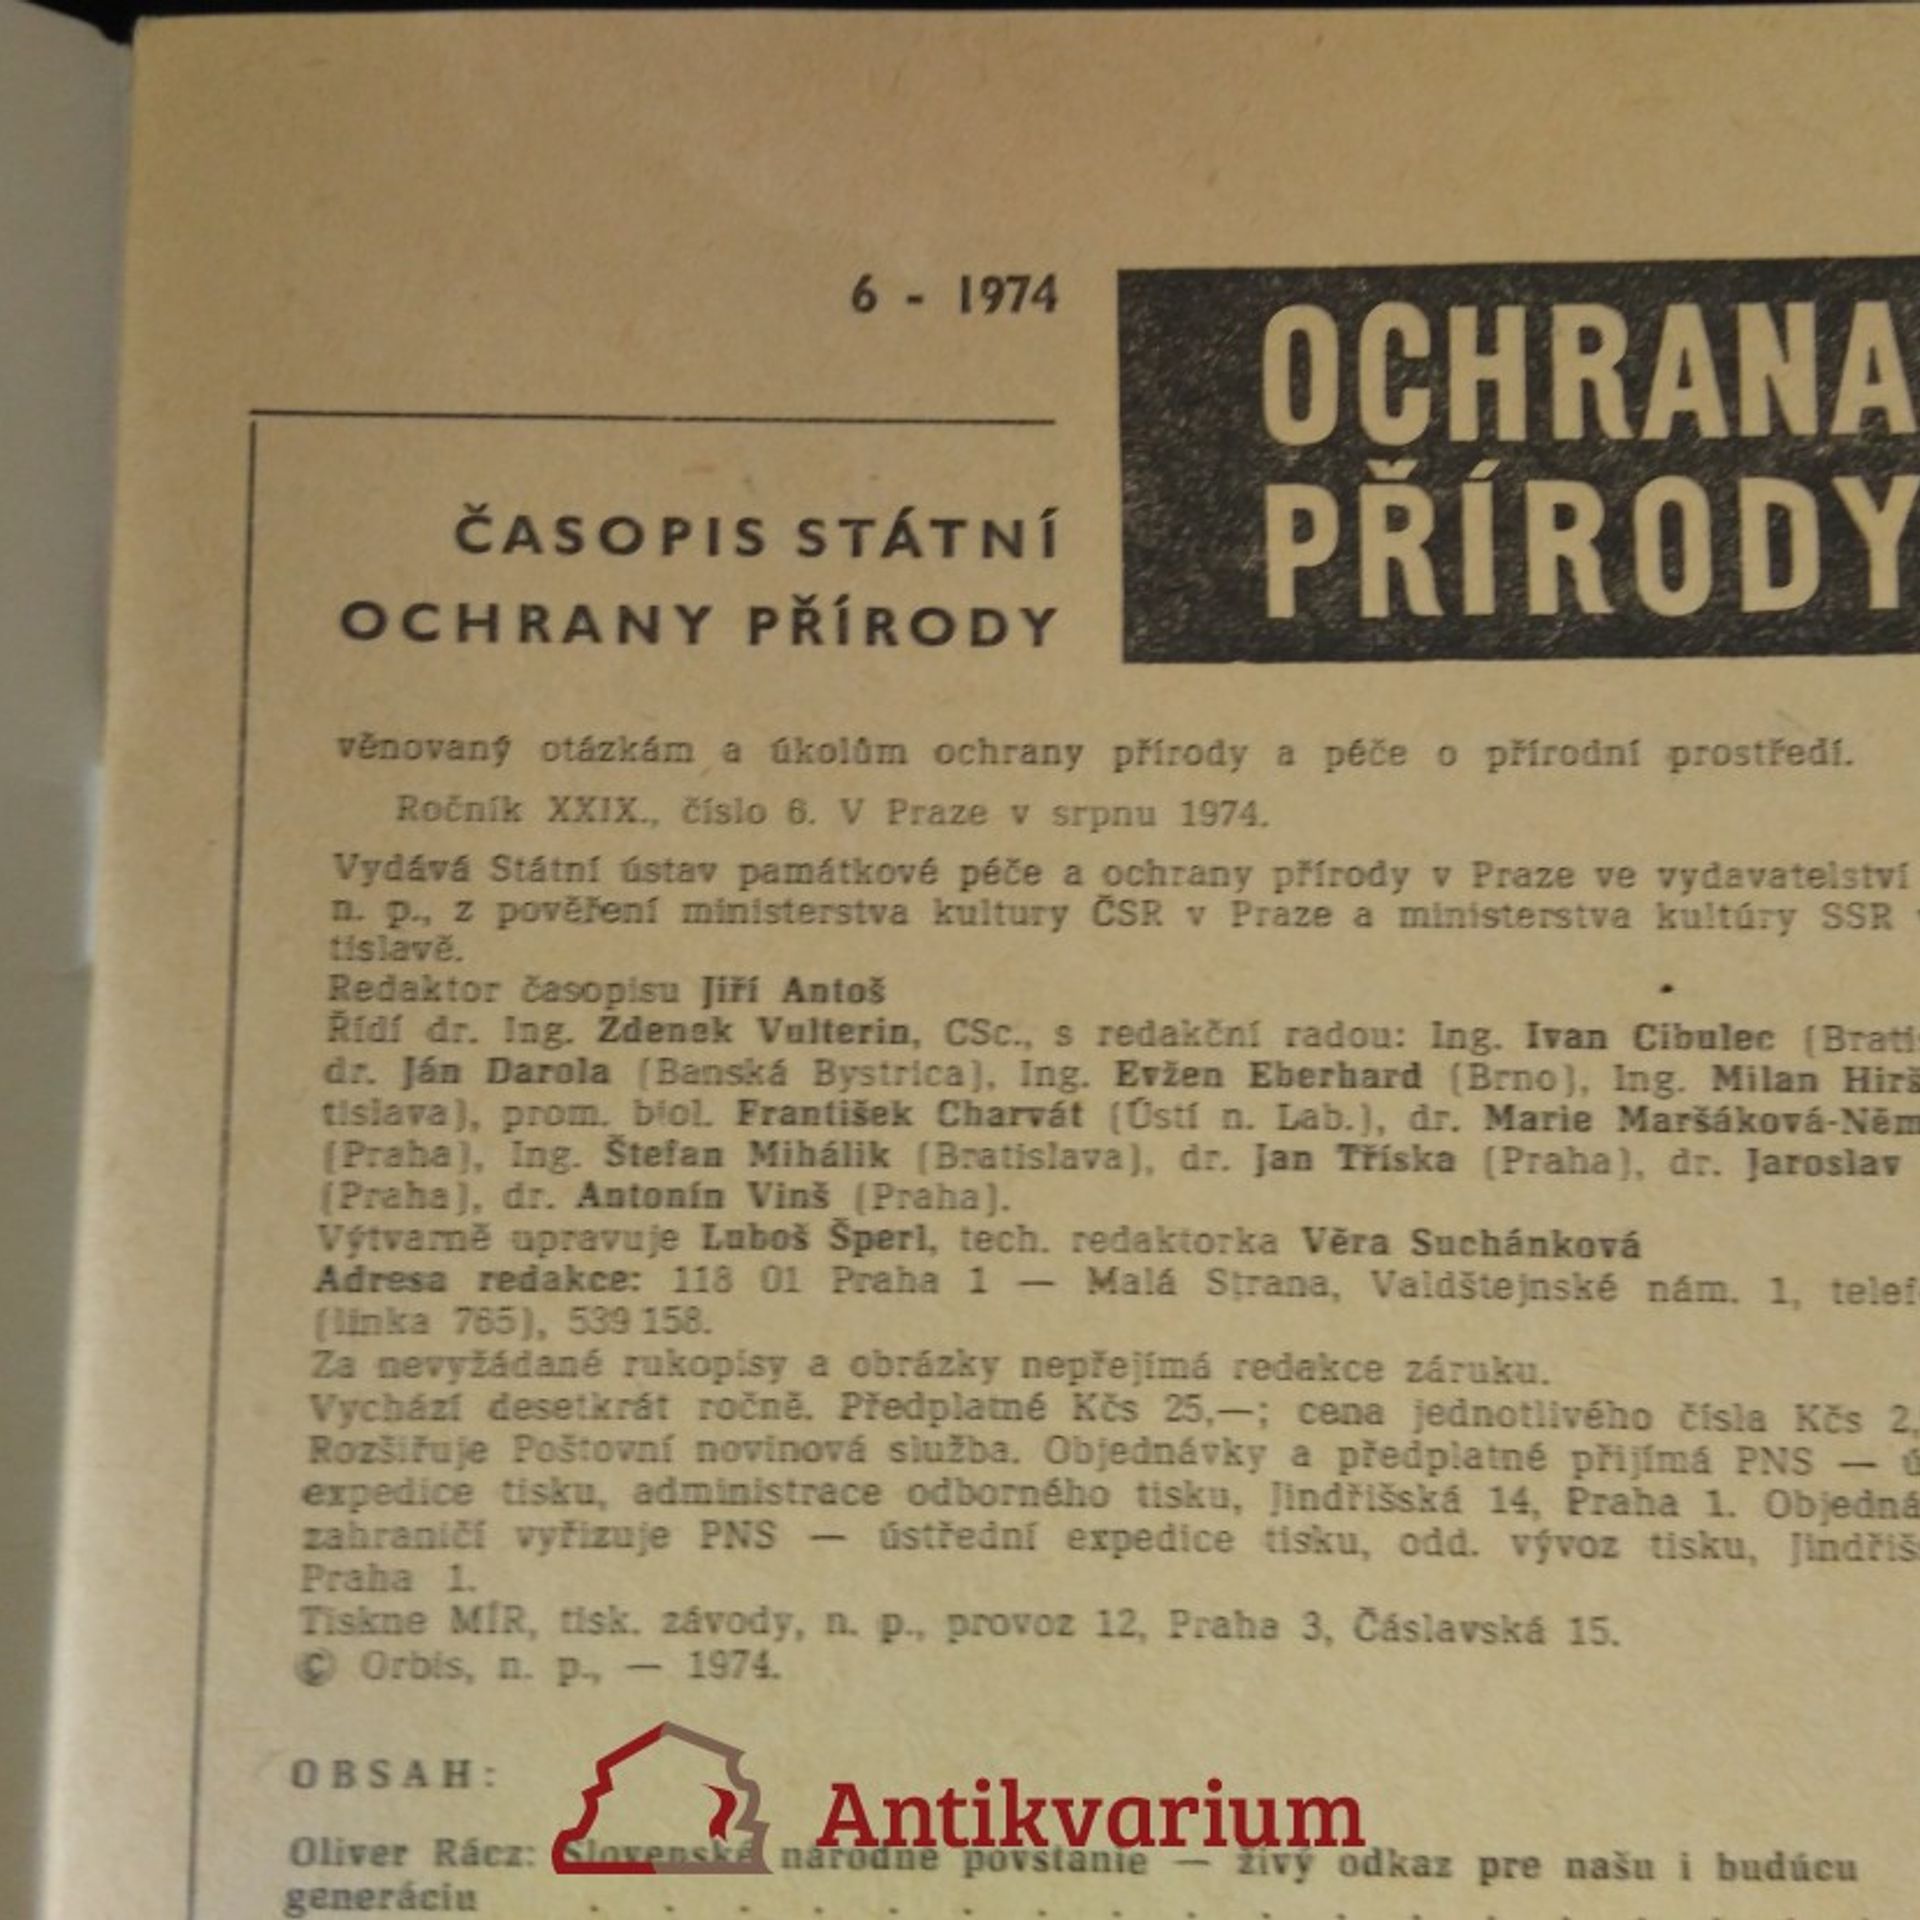 6 - 1974
OCHRANA
PŘÍRODY
ČASOPIS STÁTNÍ
OCHRANY PŘÍRODY
věnovaný otázkám a úkolům ochrany přírody a péče o přírodní prostředí.
Ročník XXIX., číslo 6. V Praze v srpnu 1974.
Vydává Státní ústav památkové péče a ochrany přírody v Praze ve vydavatelství
n. p., z pověření ministerstva kultury ČSR v Praze a ministerstva kultúry SSR
tislavě.
Redaktor časopisu Jiří Antoš
Řídí dr. Ing. Zdenek Vulterin, CSc., s redakční radou: Ing. Ivan Cibulec (Bratis
dr. Ján Darola (Banská Bystrica), Ing. Evžen Eberhard (Brno), Ing. Milan Hirš
tislava), prom. biol. František Charvát (Ústí n. Lab.), dr. Marie Maršáková-Něm
(Praha), Ing. Štefan Mihálik (Bratislava), dr. Jan Tříska (Praha), dr. Jaroslav
(Praha), dr. Antonín Vinš (Praha).
Výtvarně upravuje Luboš Šperl, tech. redaktorka Věra Suchánková
Adresa redakce: 118 01 Praha 1 — Malá Strana, Valdštejnské nám. 1, telef
(linka 765), 539 158.
Za nevyžádané rukopisy a obrázky nepřejímá redakce záruku.
Vychází desetkrát ročně. Předplatné Kčs 25,—; cena jednotlivého čísla Kčs 2,
Rozšiřuje Poštovní novinová služba. Objednávky a předplatné přijímá PNS — ú
expedice tisku, administrace odborného tisku, Jindřišská 14, Praha 1. Objedná
zahraničí vyřizuje PNS — ústřední expedice tisku, odd. vývoz tisku, Jindřiš
Praha 1.
Tiskne MÍR, tisk. závody, n. p., provoz 12, Praha 3, Čáslavská 15.
© Orbis, n. p., — 1974.
OBSAH:
Antikvarium
Oliver Rácz: Slovenské národné povstanie — živý odkaz pre našu i budúcu
generáciu . . . . . . . . . . . . . . . . . .